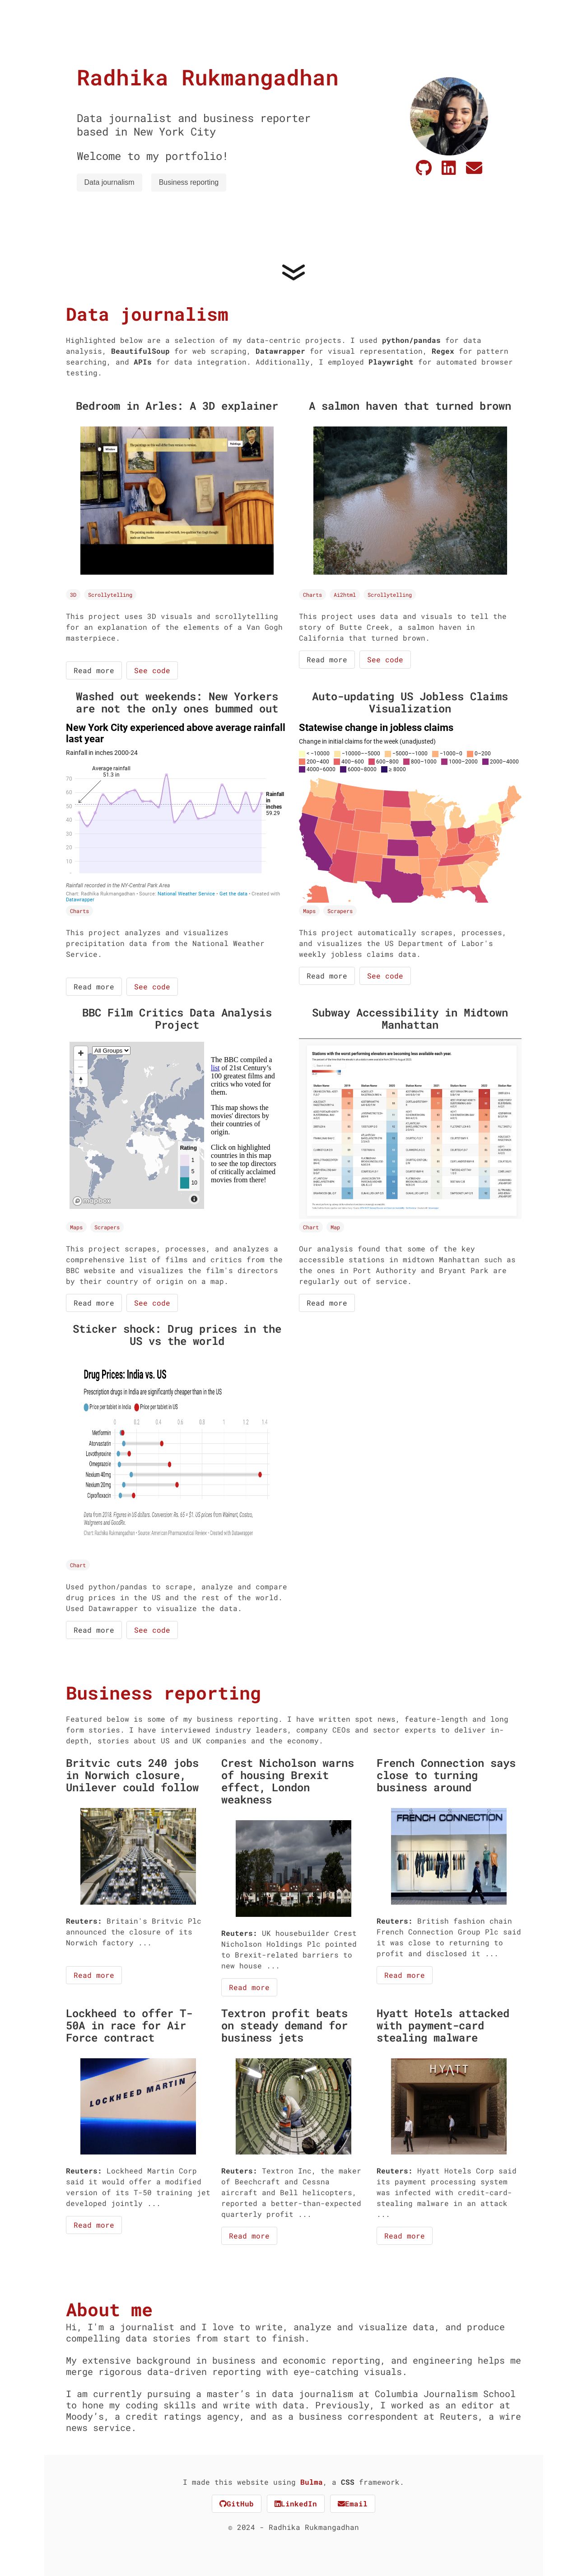 Radhika Rukmangadhan
Data journalist and business reporter
based in New York City
Welcome to my portfolio!
Data journalism
Business reporting
Data journalism
Highlighted below are a selection of my data-centric projects. I used python/pandas for data
analysis, BeautifulSoup for web scraping, Datawrapper for visual representation, Regex for pattern
searching, and APIs for data integration. Additionally, I employed Playwright for automated browser
testing.
Bedroom in Arles: A 3D explainer
3D
Scrollytelling
This project uses 3D visuals and scrollytelling
for an explanation of the elements of a Van Gogh
masterpiece.
Read more
See code
A salmon haven that turned brown
Charts
Ai2html
Scrollytelling
This project uses data and visuals to tell the
story of Butte Creek, a salmon haven in
California that turned brown.
Read more
See code
Washed out weekends: New Yorkers
are not the only ones bummed out
New York City experienced above average rainfall
last year
Rainfall in inches 2000-24
Average rainfall
51.3 in
70
60
50
40
30
20
10
Rainfall
in
inches
59.29
Rainfall recorded in the NY-Central Park Area
Chart: Radhika Rukmangadhan • Source: National Weather Service • Get the data • Created with
Datawrapper
Charts
This project analyzes and visualizes
precipitation data from the National Weather
Service.
Read more
See code
Auto-updating US Jobless Claims
Visualization
Statewise change in jobless claims
Change in initial claims for the week (unadjusted)
< −10000
−10000–−5000
−5000–−1000
−1000–0
0–200
200–400
400–600
600–800
800–1000
1000–2000
2000–4000
4000–6000
6000–8000
≥ 8000
Maps
Scrapers
This project automatically scrapes, processes,
and visualizes the US Department of Labor's
weekly jobless claims data.
Read more
See code
BBC Film Critics Data Analysis
Project
All Groups
The BBC compiled a
list of 21st Century's
100 greatest films and
critics who voted for
them.
This map shows the
movies' directors by
their countries of
origin.
Click on highlighted
countries in this map
to see the top directors
of critically acclaimed
movies from there!
Rating
1
5
10
mapbox
Maps
Scrapers
This project scrapes, processes, and analyzes a
comprehensive list of films and critics from the
BBC website and visualizes the film's directors
by their country of origin on a map.
Read more
See code
Subway Accessibility in Midtown
Manhattan
Stations with the worst performing elevators are becoming less available each year.
Chart
Map
Our analysis found that some of the key
accessible stations in midtown Manhattan such as
the ones in Port Authority and Bryant Park are
regularly out of service.
Read more
Sticker shock: Drug prices in the
US vs the world
Drug Prices: India vs. US
Prescription drugs in India are significantly cheaper than in the US
Price per tablet in India
Price per tablet in US
0 0.2 0.4 0.6 0.8 1 1.2 1.4
Metformin
Atorvastatin
Levothyroxine
Omeprazole
Nexium 40mg
Nexium 20mg
Ciprofloxacin
Data from 2018. Figures in US dollars. Conversion: Rs. 65 = $1. US prices from Walmart, Costco,
Walgreens and GoodRx.
Chart: Radhika Rukmangadhan • Source: American Pharmaceutical Review • Created with Datawrapper
Chart
Used python/pandas to scrape, analyze and compare
drug prices in the US and the rest of the world.
Used Datawrapper to visualize the data.
Read more
See code
Business reporting
Featured below is some of my business reporting. I have written spot news, feature-length and long
form stories. I have interviewed industry leaders, company CEOs and sector experts to deliver in-
depth, stories about US and UK companies and the economy.
Britvic cuts 240 jobs
in Norwich closure,
Unilever could follow
Reuters: Britain's Britvic Plc
announced the closure of its
Norwich factory ...
Read more
Crest Nicholson warns
of housing Brexit
effect, London
weakness
Reuters: UK housebuilder Crest
Nicholson Holdings Plc pointed
to Brexit-related barriers to
new house ...
Read more
French Connection says
close to turning
business around
FRENCH CONNECTION
Reuters: British fashion chain
French Connection Group Plc said
it was close to returning to
profit and disclosed it ...
Read more
Lockheed to offer T-
50A in race for Air
Force contract
LOCKHEED MARTIN
Reuters: Lockheed Martin Corp
said it would offer a modified
version of its T-50 training jet
developed jointly ...
Read more
Textron profit beats
on steady demand for
business jets
Reuters: Textron Inc, the maker
of Beechcraft and Cessna
aircraft and Bell helicopters,
reported a better-than-expected
quarterly profit ...
Read more
Hyatt Hotels attacked
with payment-card
stealing malware
HYATT
Reuters: Hyatt Hotels Corp said
its payment processing system
was infected with credit-card-
stealing malware in an attack
...
Read more
About me
Hi, I'm a journalist and I love to write, analyze and visualize data, and produce
compelling data stories from start to finish.
My extensive background in business and economic reporting, and engineering helps me
merge rigorous data-driven reporting with eye-catching visuals.
I am currently pursuing a master's in data journalism at Columbia Journalism School
to hone my coding skills and write with data. Previously, I worked as an editor at
Moody's, a credit ratings agency, and as a business correspondent at Reuters, a wire
news service.
I made this website using Bulma, a CSS framework.
GitHub
LinkedIn
Email
© 2024 - Radhika Rukmangadhan